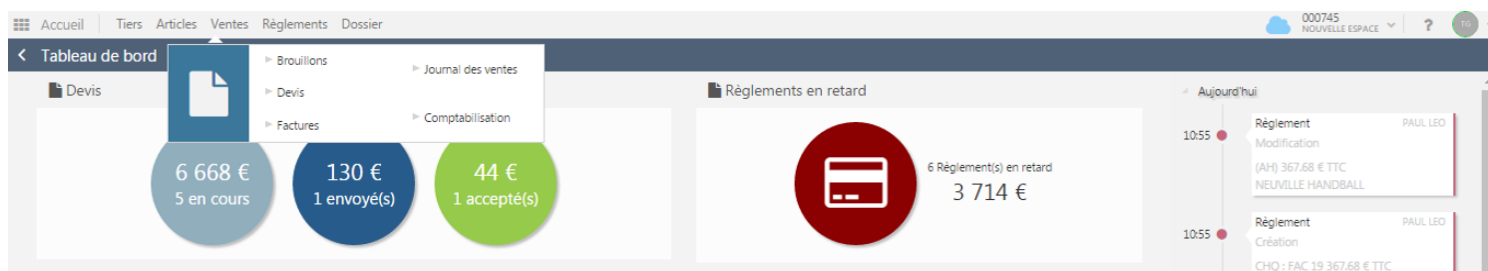 Accueil Tiers Articles Ventes Règlements Dossier
000745
NOUVELLE ESPACE
?
TG
Tableau de bord
Brouillons
Devis
Factures
Journal des ventes
Comptabilisation
Devis
6 668 €
5 en cours
130 €
1 envoyé(s)
44 €
1 accepté(s)
Règlements en retard
6 Règlement(s) en retard
3 714 €
Aujourd'hui
10:55
Règlement PAUL LEO
Modification
(AH) 367.68 € TTC
NEUVILLE HANDBALL
10:55
Règlement PAUL LEO
Création
CHQ : FAC 19 367.68 € TTC